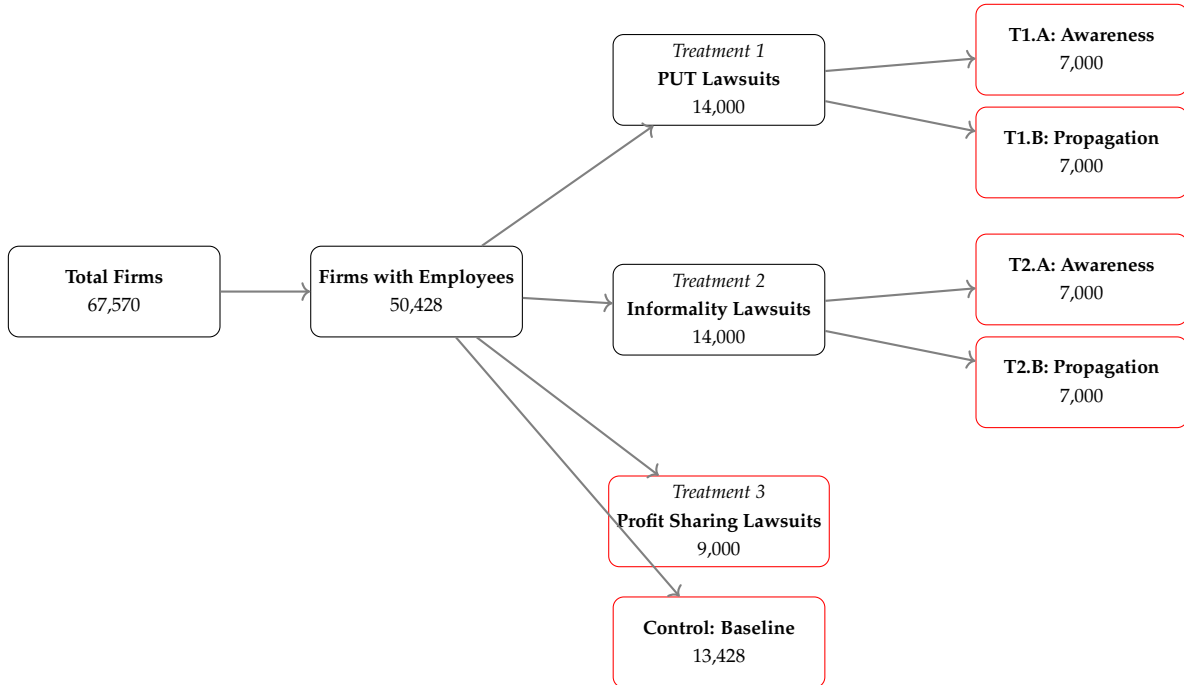 Total Firms
67,570
Firms with Employees
50,428
Treatment 1
PUT Lawsuits
14,000
T1.A: Awareness
7,000
T1.B: Propagation
7,000
Treatment 2
Informality Lawsuits
14,000
T2.A: Awareness
7,000
T2.B: Propagation
7,000
Treatment 3
Profit Sharing Lawsuits
9,000
Control: Baseline
13,428